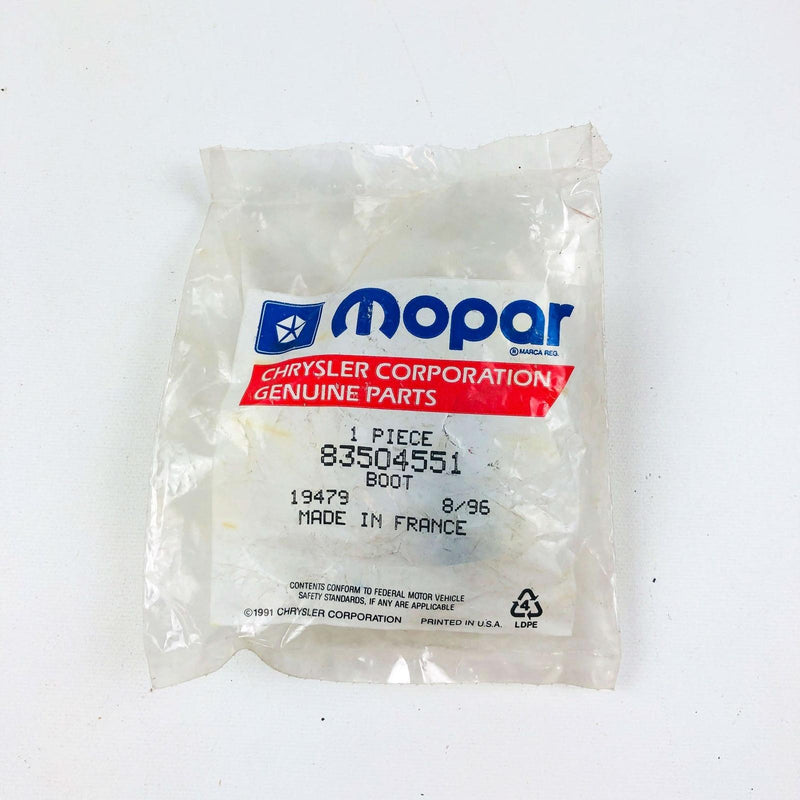 mopar
® MARCA REG.
CHRYSLER CORPORATION
GENUINE PARTS
1 PIECE
83504551
BOOT
19479 8/96
MADE IN FRANCE
CONTENTS CONFORM TO FEDERAL MOTOR VEHICLE
SAFETY STANDARDS, IF ANY ARE APPLICABLE
©1991 CHRYSLER CORPORATION PRINTED IN U.S.A.
4
LDPE